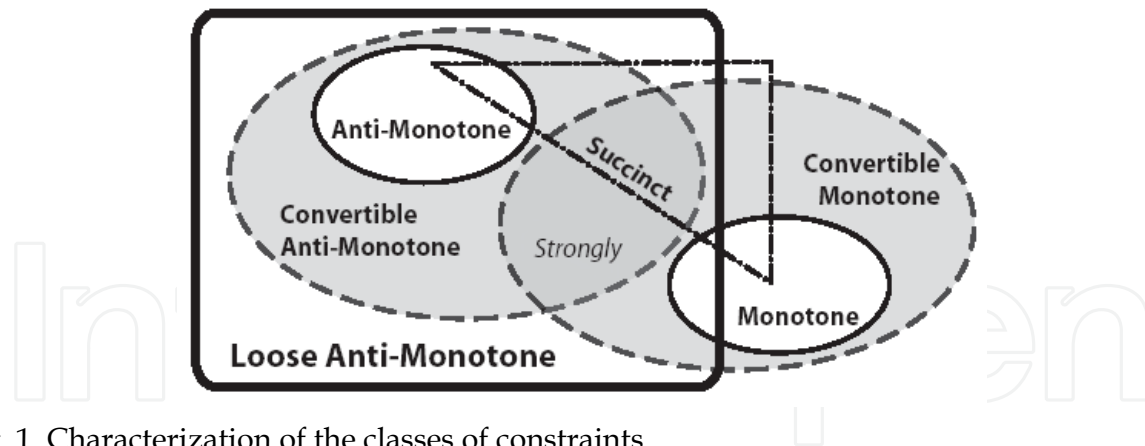 Anti-Monotone
Succinct
Convertible
Monotone
Convertible
Anti-Monotone
Strongly
Monotone
Loose Anti-Monotone
1. Characterization of the classes of constraints